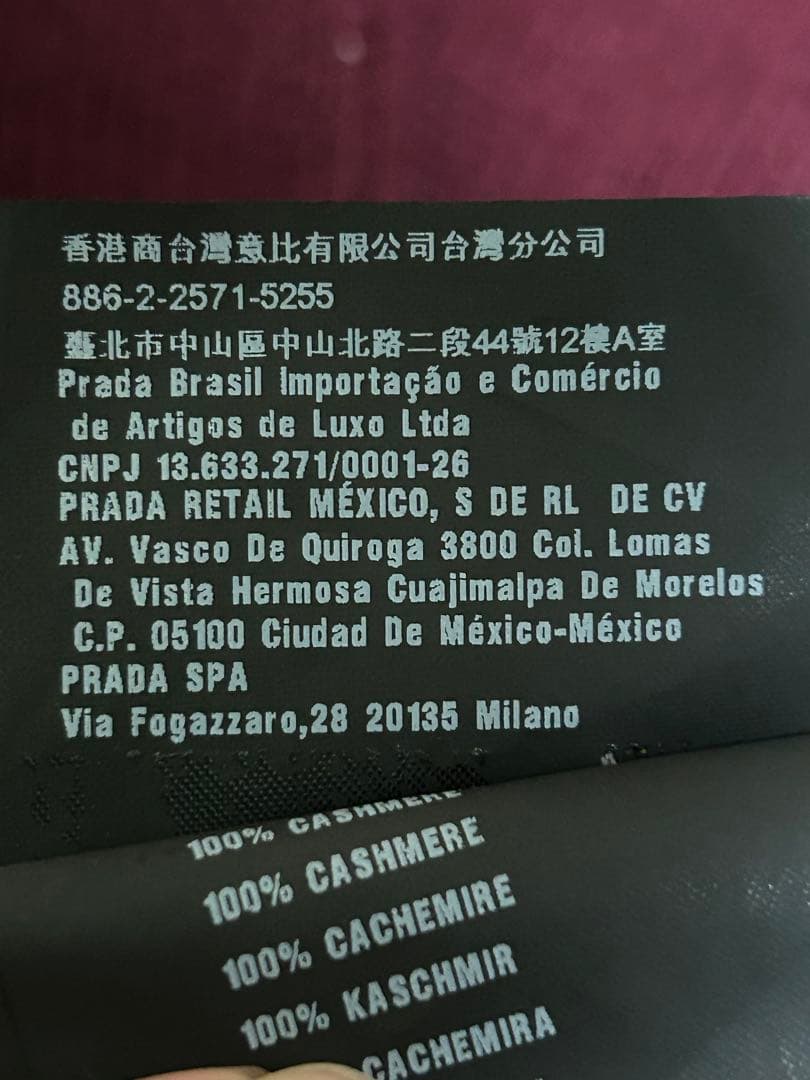 香港商台灣意比有限公司台灣分公司
886-2-2571-5255
臺北市中山區中山北路二段44號12樓A室
Prada Brasil Importação e Comércio
de Artigos de Luxo Ltda
CNPJ 13.633.271/0001-26
PRADA RETAIL MÉXICO, S DE RL DE CV
AV. Vasco De Quiroga 3800 Col. Lomas
De Vista Hermosa Cuajimalpa De Morelos
C.P. 05100 Ciudad De México-México
PRADA SPA
Via Fogazzaro,28 20135 Milano
100% CASHMERE
100% CASHMERE
100% CACHEMIRE
100% KASCHMIR
CACHEMIRA